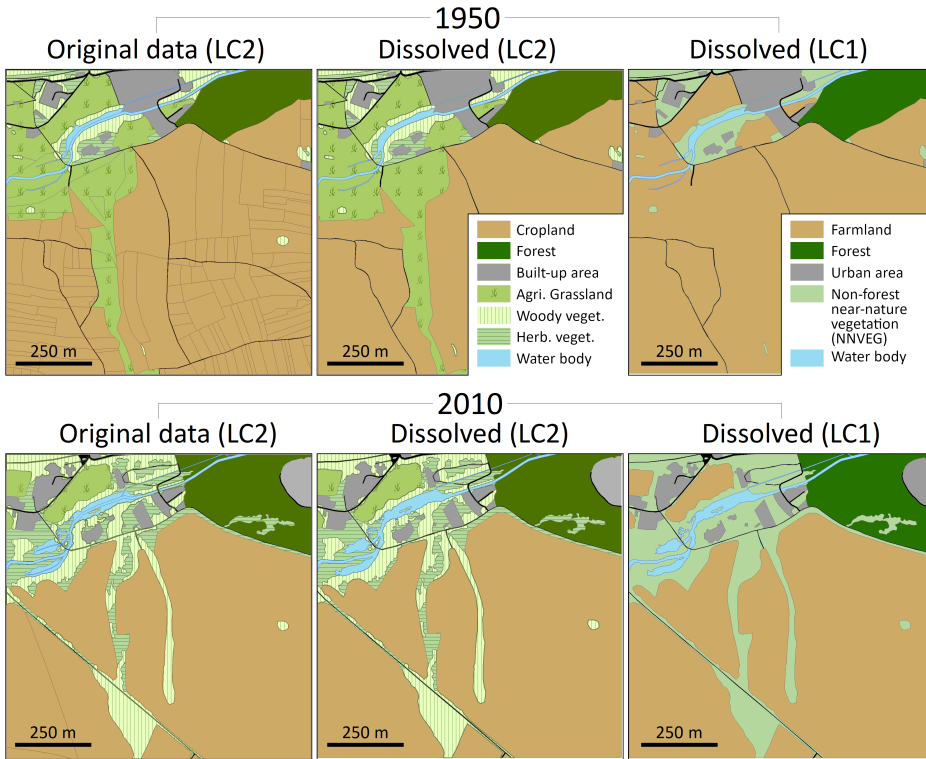 1950
Original data (LC2)
Dissolved (LC2)
Dissolved (LC1)
Cropland
Forest
Built-up area
Agri. Grassland
Woody veget.
Herb. veget.
Water body
Farmland
Forest
Urban area
Non-forest
near-nature
vegetation
(NNVEG)
Water body
250 m
250 m
250 m
2010
Original data (LC2)
Dissolved (LC2)
Dissolved (LC1)
250 m
250 m
250 m